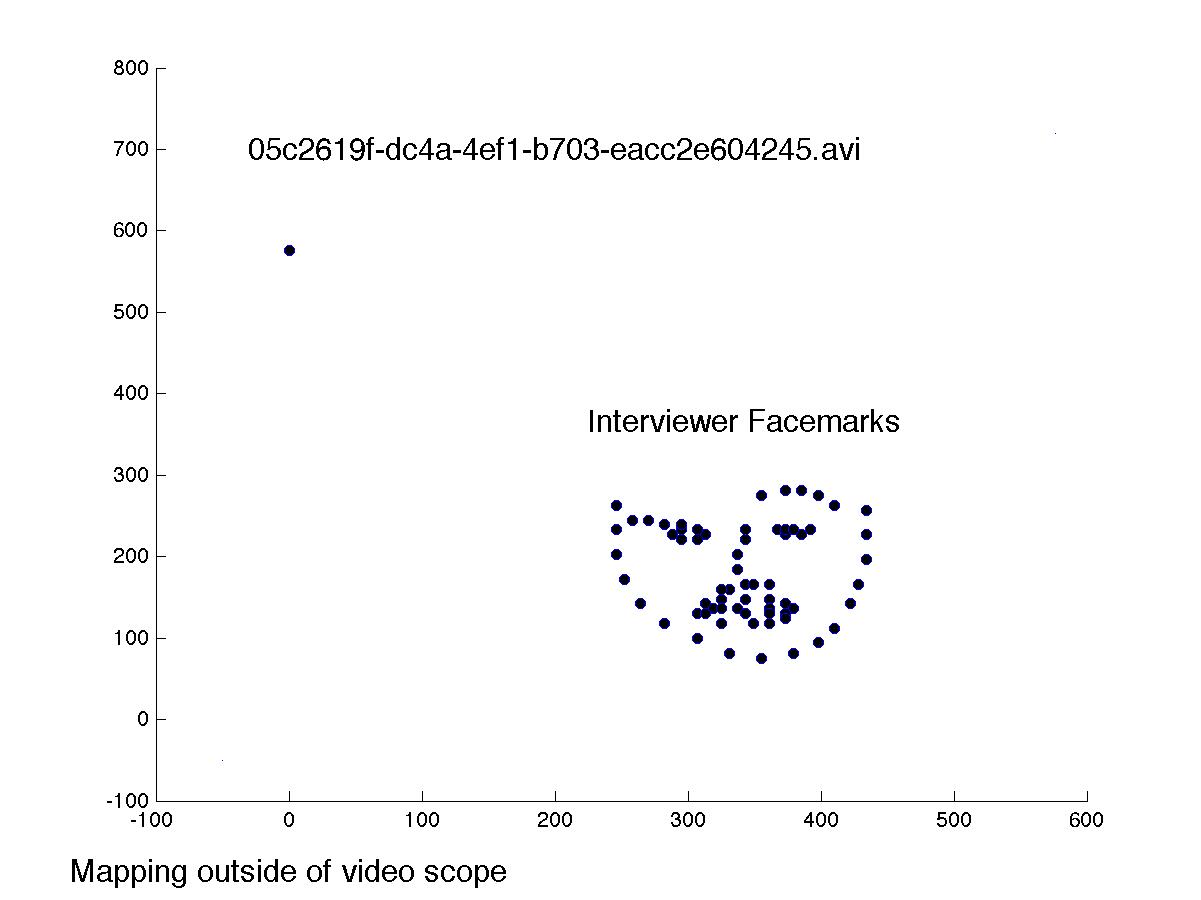 800
700
05c2619f-dc4a-4ef1-b703-eacc2e604245.avi
600
500
400
Interviewer Facemarks
300
200
100
0
-100
-100 0 100 200 300 400 500 600
Mapping outside of video scope